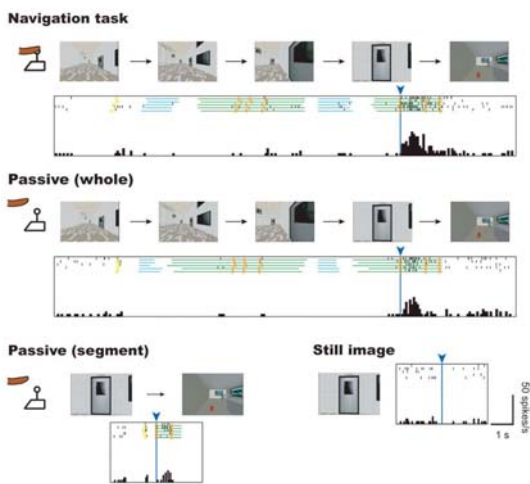 Navigation task
Passive (whole)
Passive (segment)
Still image
50 spikes/s
1 s